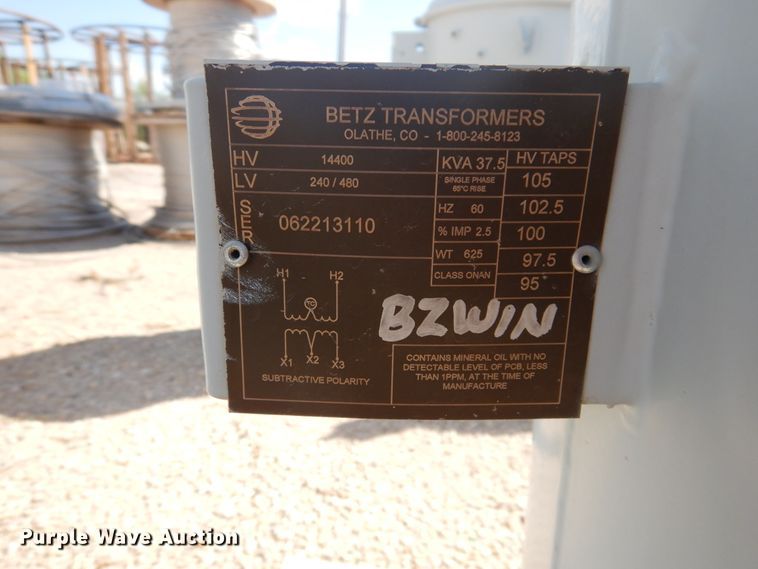 BETZ TRANSFORMERS
OLATHE, CO - 1-800-245-8123
HV 14400
LV 240 / 480
SER 062213110
KVA 37.5
SINGLE PHASE
65°C RISE
HZ 60
% IMP 2.5
WT 625
CLASS ONAN
HV TAPS
105
102.5
100
97.5
95
H1 H2
TC
X1 X2 X3
SUBTRACTIVE POLARITY
BZWIN
CONTAINS MINERAL OIL WITH NO
DETECTABLE LEVEL OF PCB, LESS
THAN 1PPM, AT THE TIME OF
MANUFACTURE
Purple Wave Auction